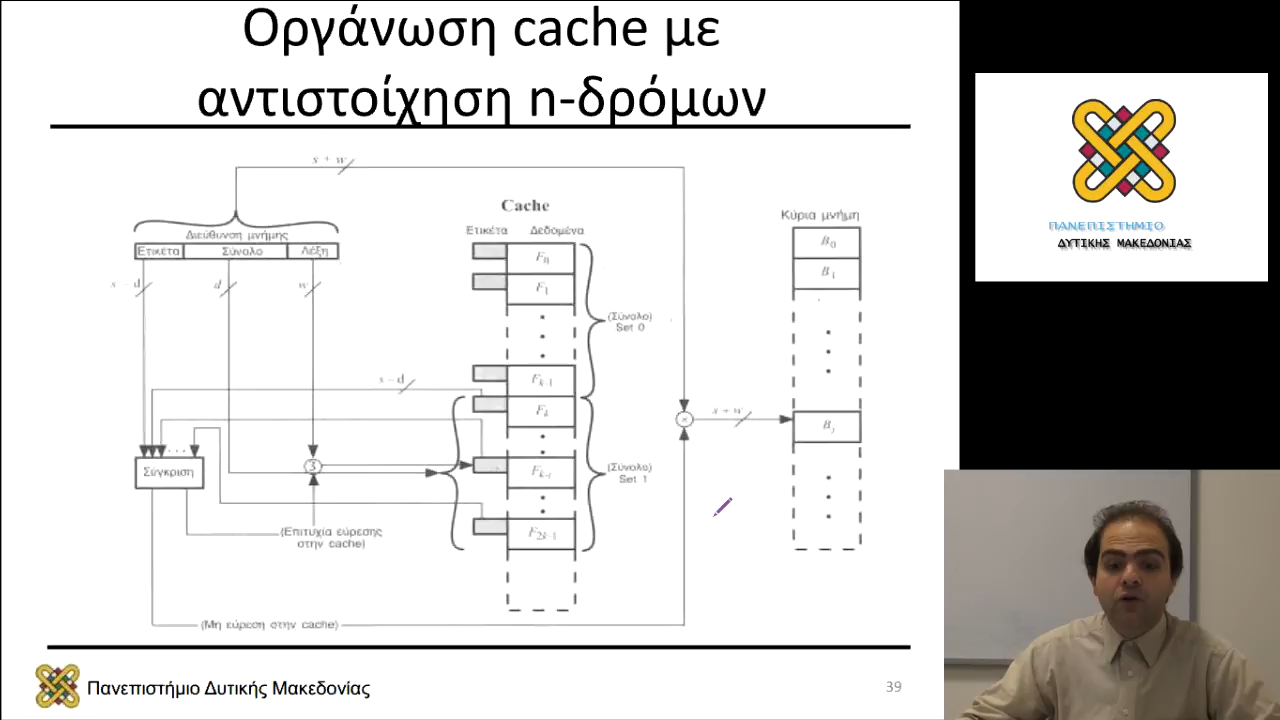 Οργάνωση cache με
αντιστοίχηση n-δρόμων
s + w
Cache
Κύρια μνήμη
Ετικέτα Δεδομένα
Διεύθυνση μνήμης
Ετικέτα Σύνολο Λέξη
F0
B0
F1
B1
s – d
d
w
(Σύνολο)
Set 0
s – d
Fk–1
Fk
s + w
Bj
Σύγκριση
(Σύνολο)
Set 1
(Επιτυχία εύρεσης
στην cache)
F2k–1
(Μη εύρεση στην cache)
Πανεπιστήμιο Δυτικής Μακεδονίας
39
ΠΑΝΕΠΙΣΤΗΜΙΟ
ΔΥΤΙΚΗΣ ΜΑΚΕΔΟΝΙΑΣ